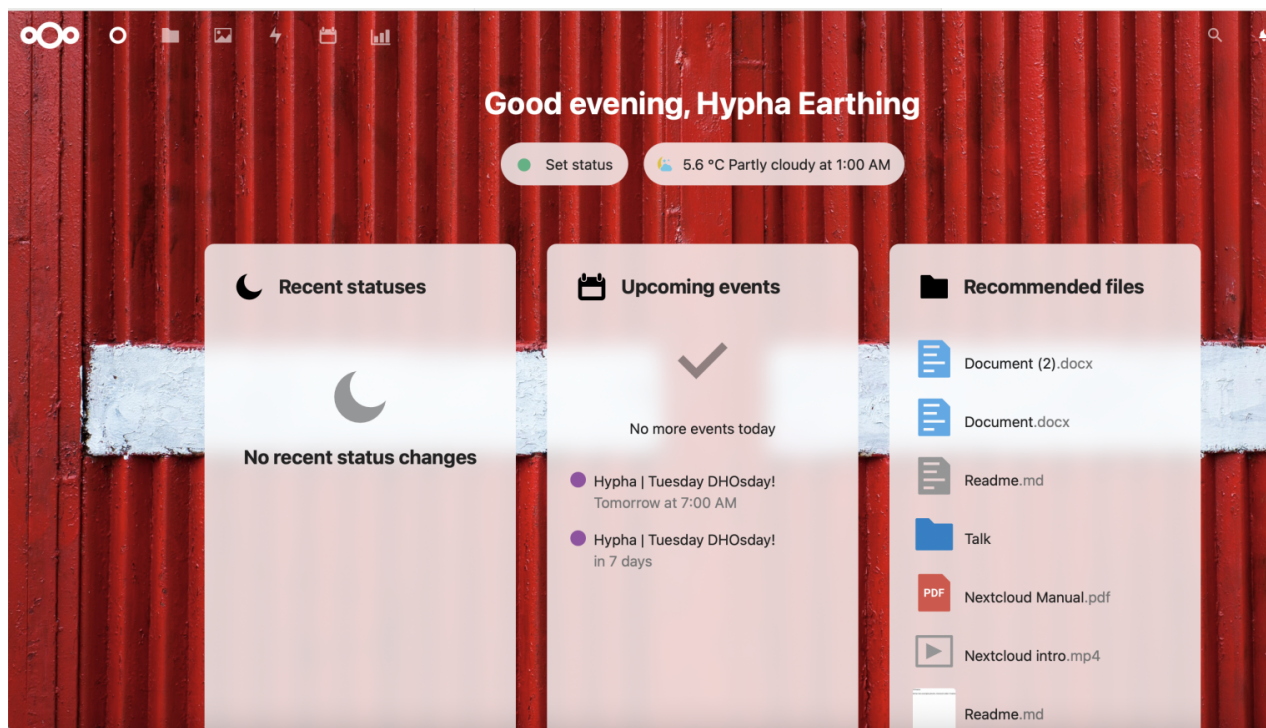 Good evening, Hypha Earthing
Set status
5.6 °C Partly cloudy at 1:00 AM
Recent statuses
No recent status changes
Upcoming events
No more events today
Hypha | Tuesday DHOsday!
Tomorrow at 7:00 AM
Hypha | Tuesday DHOsday!
in 7 days
Recommended files
Document (2).docx
Document.docx
Readme.md
Talk
PDF
Nextcloud Manual.pdf
Nextcloud intro.mp4
Readme.md